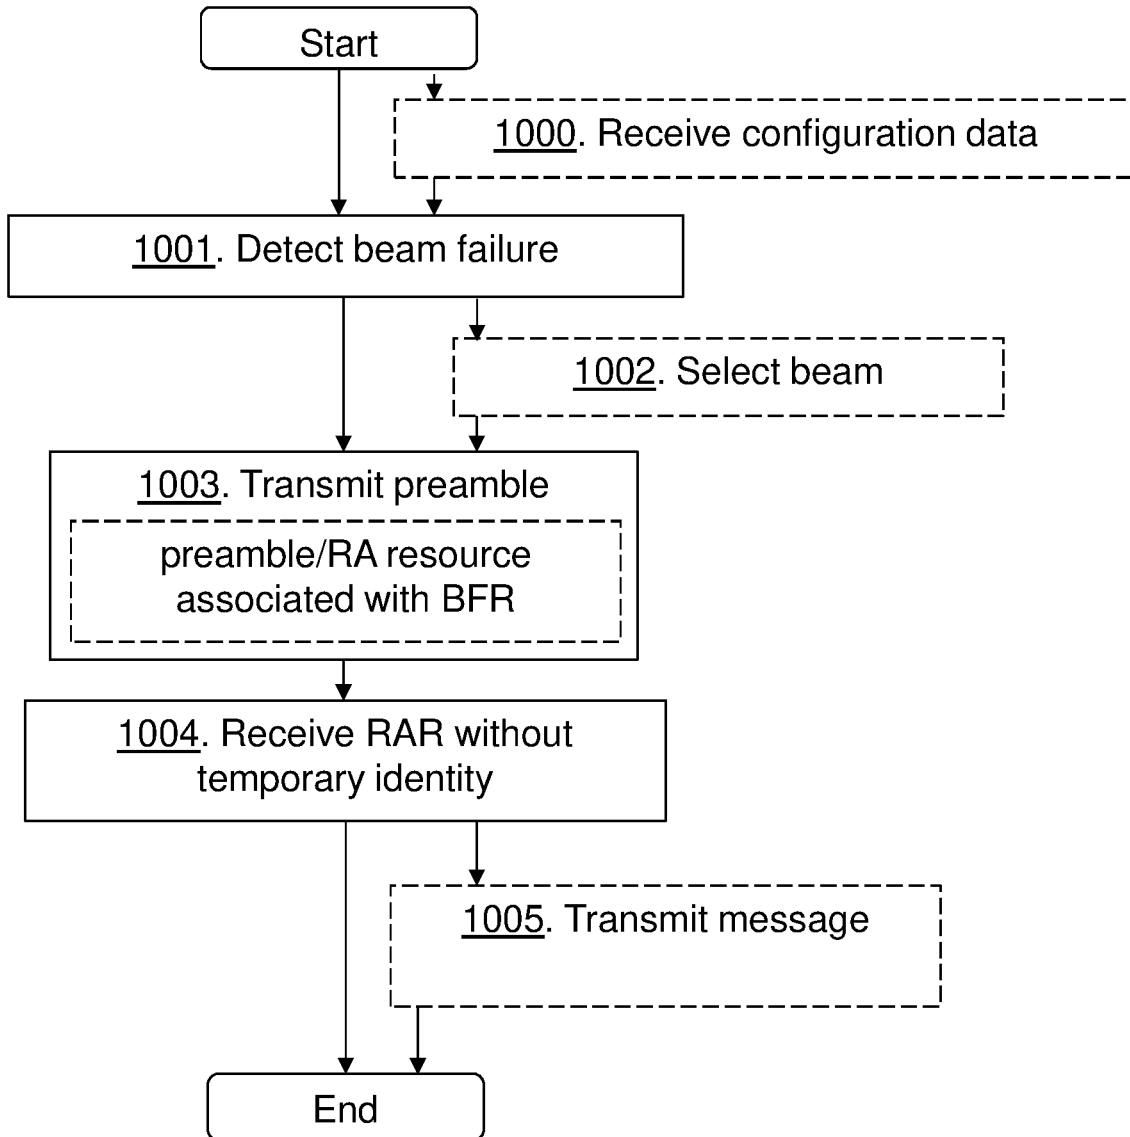 Start
1000. Receive configuration data
1001. Detect beam failure
1002. Select beam
1003. Transmit preamble
preamble/RA resource
associated with BFR
1004. Receive RAR without
temporary identity
1005. Transmit message
End